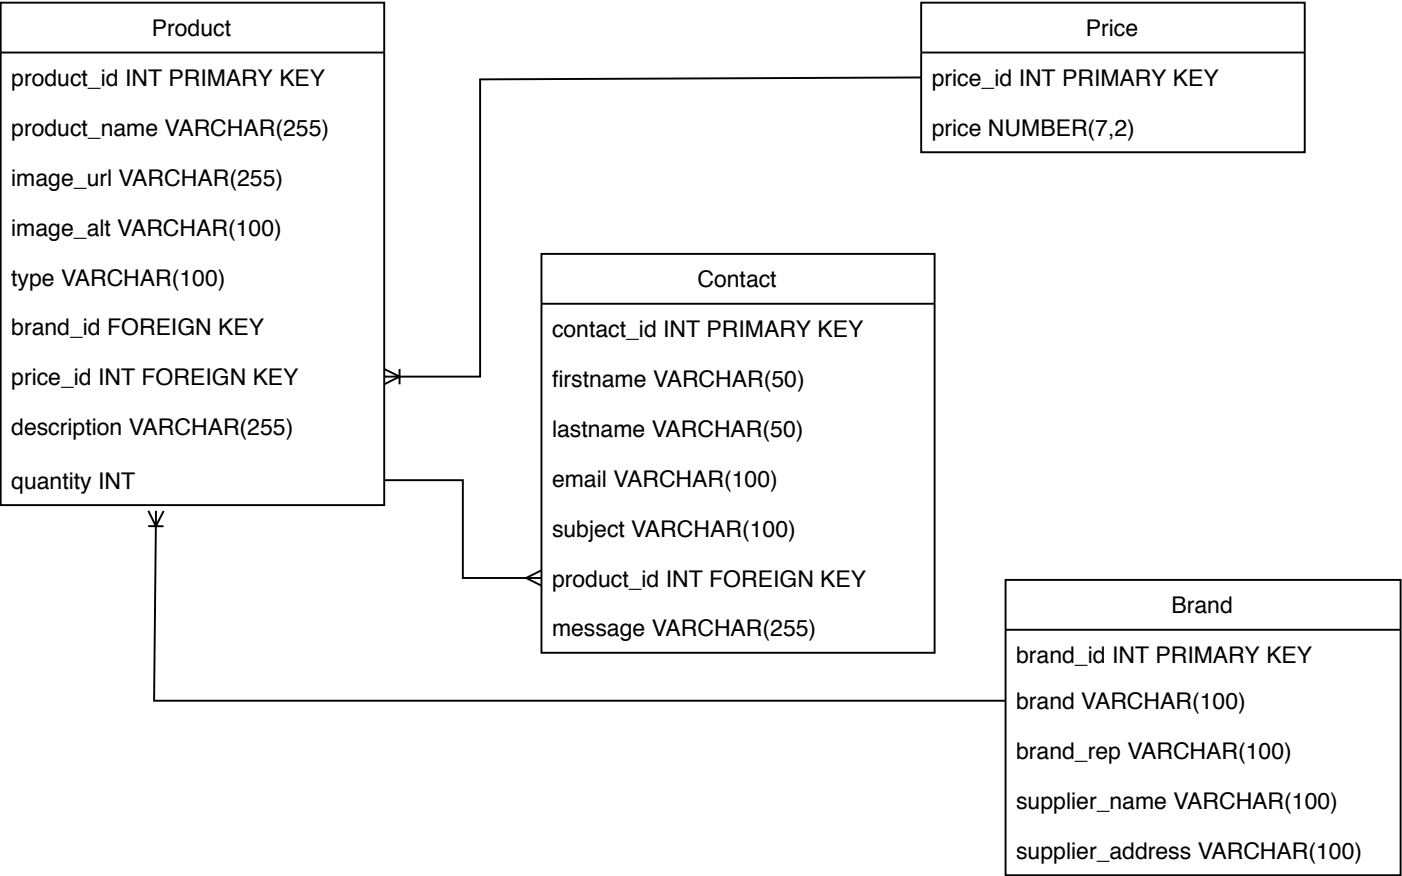 Product
product_id INT PRIMARY KEY
product_name VARCHAR(255)
image_url VARCHAR(255)
image_alt VARCHAR(100)
type VARCHAR(100)
brand_id FOREIGN KEY
price_id INT FOREIGN KEY
description VARCHAR(255)
quantity INT
Price
price_id INT PRIMARY KEY
price NUMBER(7,2)
Contact
contact_id INT PRIMARY KEY
firstname VARCHAR(50)
lastname VARCHAR(50)
email VARCHAR(100)
subject VARCHAR(100)
product_id INT FOREIGN KEY
message VARCHAR(255)
Brand
brand_id INT PRIMARY KEY
brand VARCHAR(100)
brand_rep VARCHAR(100)
supplier_name VARCHAR(100)
supplier_address VARCHAR(100)